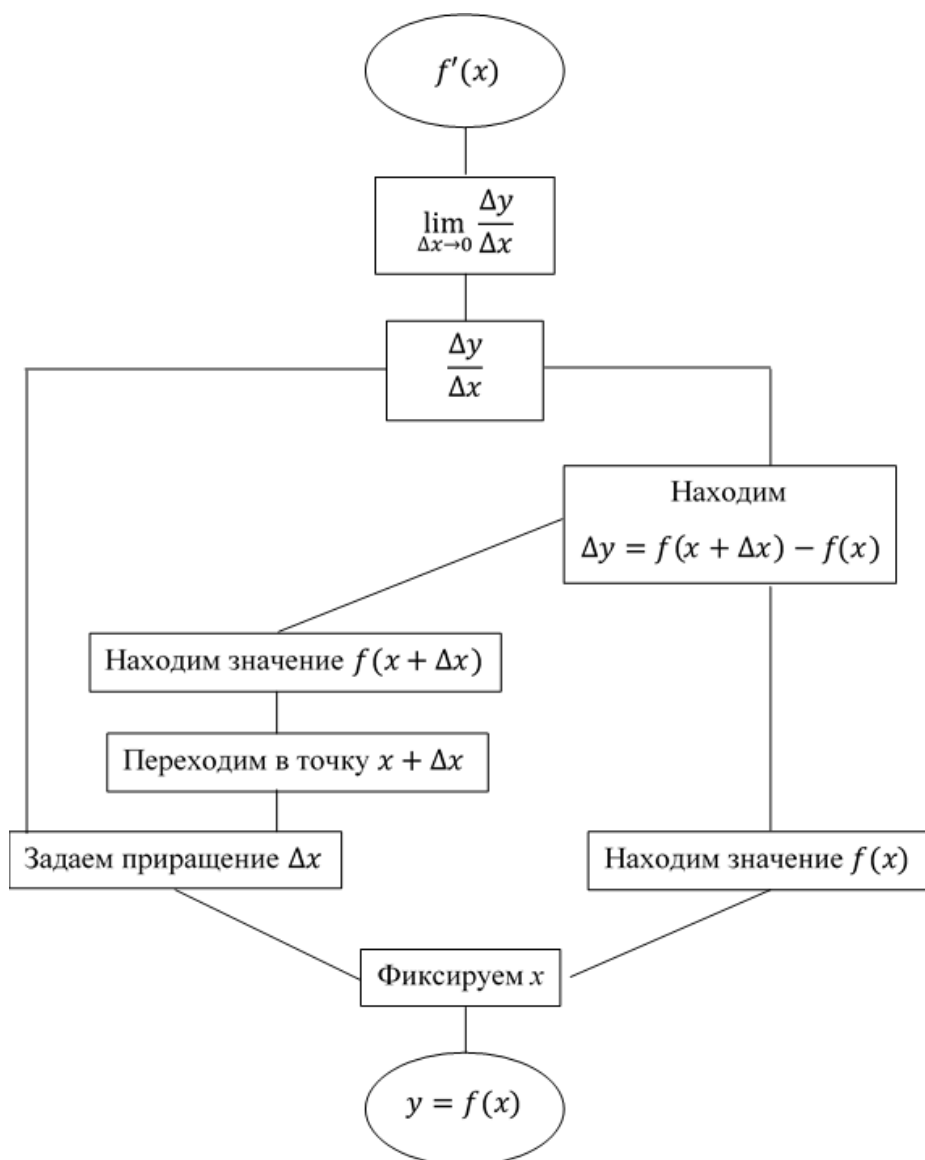 f′(x)
lim Δx→0 Δy/Δx
Δy/Δx
Находим
Δy = f(x + Δx) − f(x)
Находим значение f(x + Δx)
Переходим в точку x + Δx
Задаем приращение Δx
Находим значение f(x)
Фиксируем x
y = f(x)